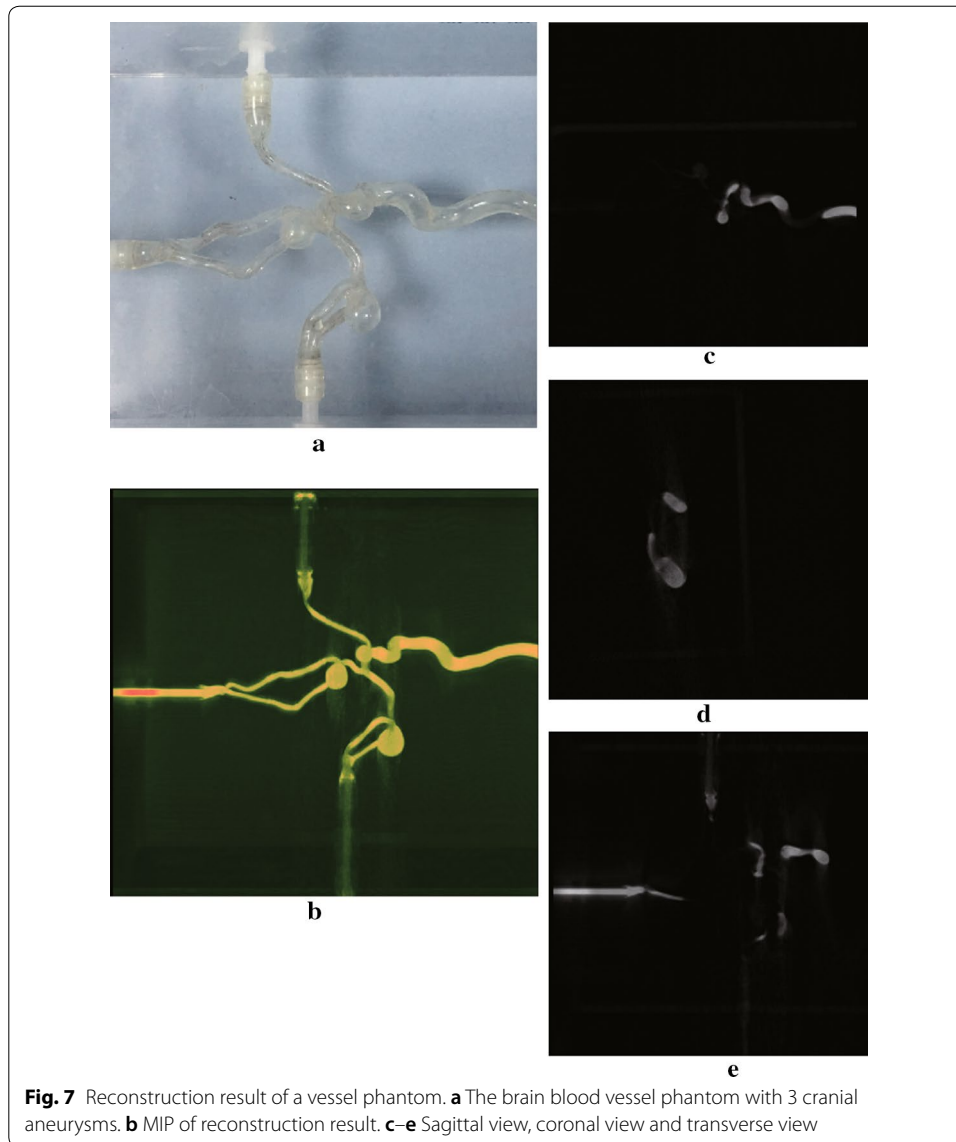 a
b
c
d
e
Fig. 7 Reconstruction result of a vessel phantom. a The brain blood vessel phantom with 3 cranial
aneurysms. b MIP of reconstruction result. c–e Sagittal view, coronal view and transverse view